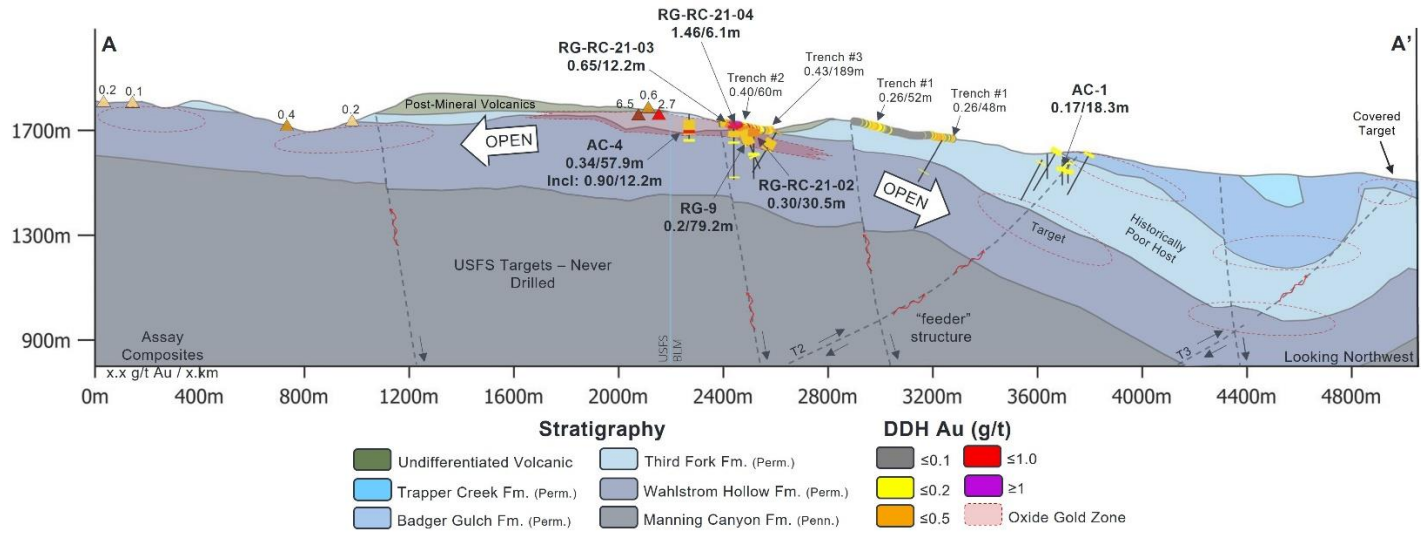 A
A'
RG-RC-21-04
1.46/6.1m
RG-RC-21-03
0.65/12.2m
Trench #2
0.40/60m
Trench #3
0.43/189m
Trench #1
0.26/52m
Trench #1
0.26/48m
AC-1
0.17/18.3m
Covered
Target
0.2
0.1
0.4
0.2
Post-Mineral Volcanics
6.5
0.6
2.7
1700m
1300m
900m
OPEN
AC-4
0.34/57.9m
Incl: 0.90/12.2m
RG-9
0.2/79.2m
RG-RC-21-02
0.30/30.5m
OPEN
Target
Historically
Poor Host
USFS Targets – Never
Drilled
"feeder"
structure
USFS
BLM
T2
T3
Assay
Composites
x.x g/t Au / x.xm
Looking Northwest
0m
400m
800m
1200m
1600m
2000m
2400m
2800m
3200m
3600m
4000m
4400m
4800m
Stratigraphy
Undifferentiated Volcanic
Trapper Creek Fm. (Perm.)
Badger Gulch Fm. (Perm.)
Third Fork Fm. (Perm.)
Wahlstrom Hollow Fm. (Perm.)
Manning Canyon Fm. (Penn.)
DDH Au (g/t)
≤0.1
≤0.2
≤0.5
≤1.0
≥1
Oxide Gold Zone